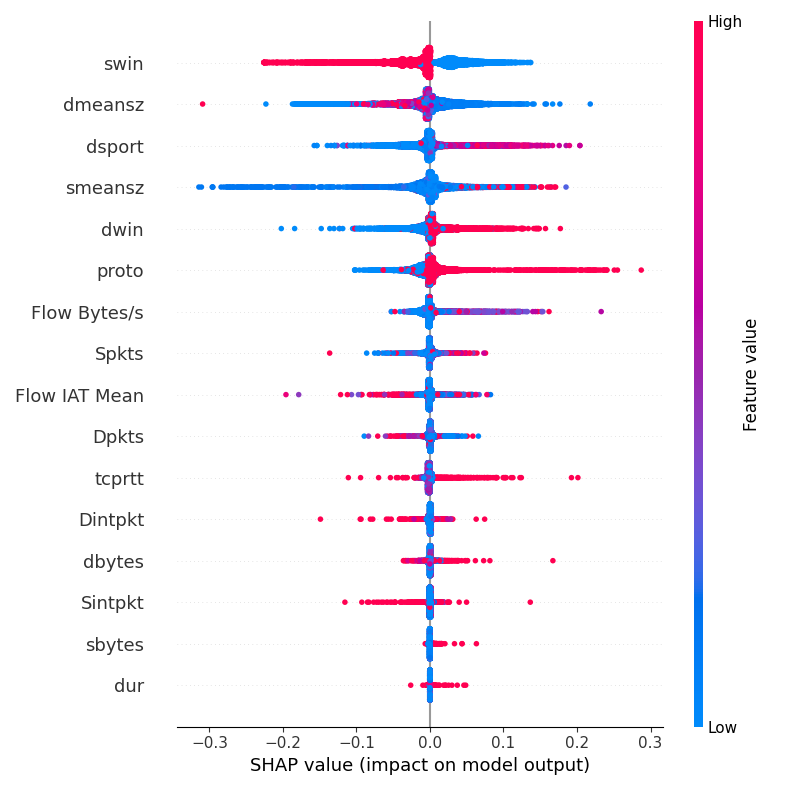 High
swin
dmeansz
dsport
smeansz
dwin
proto
Flow Bytes/s
Spkts
Flow IAT Mean
Dpkts
tcprtt
Dintpkt
dbytes
Sintpkt
sbytes
dur
Feature value
Low
−0.3 −0.2 −0.1 0.0 0.1 0.2 0.3
SHAP value (impact on model output)